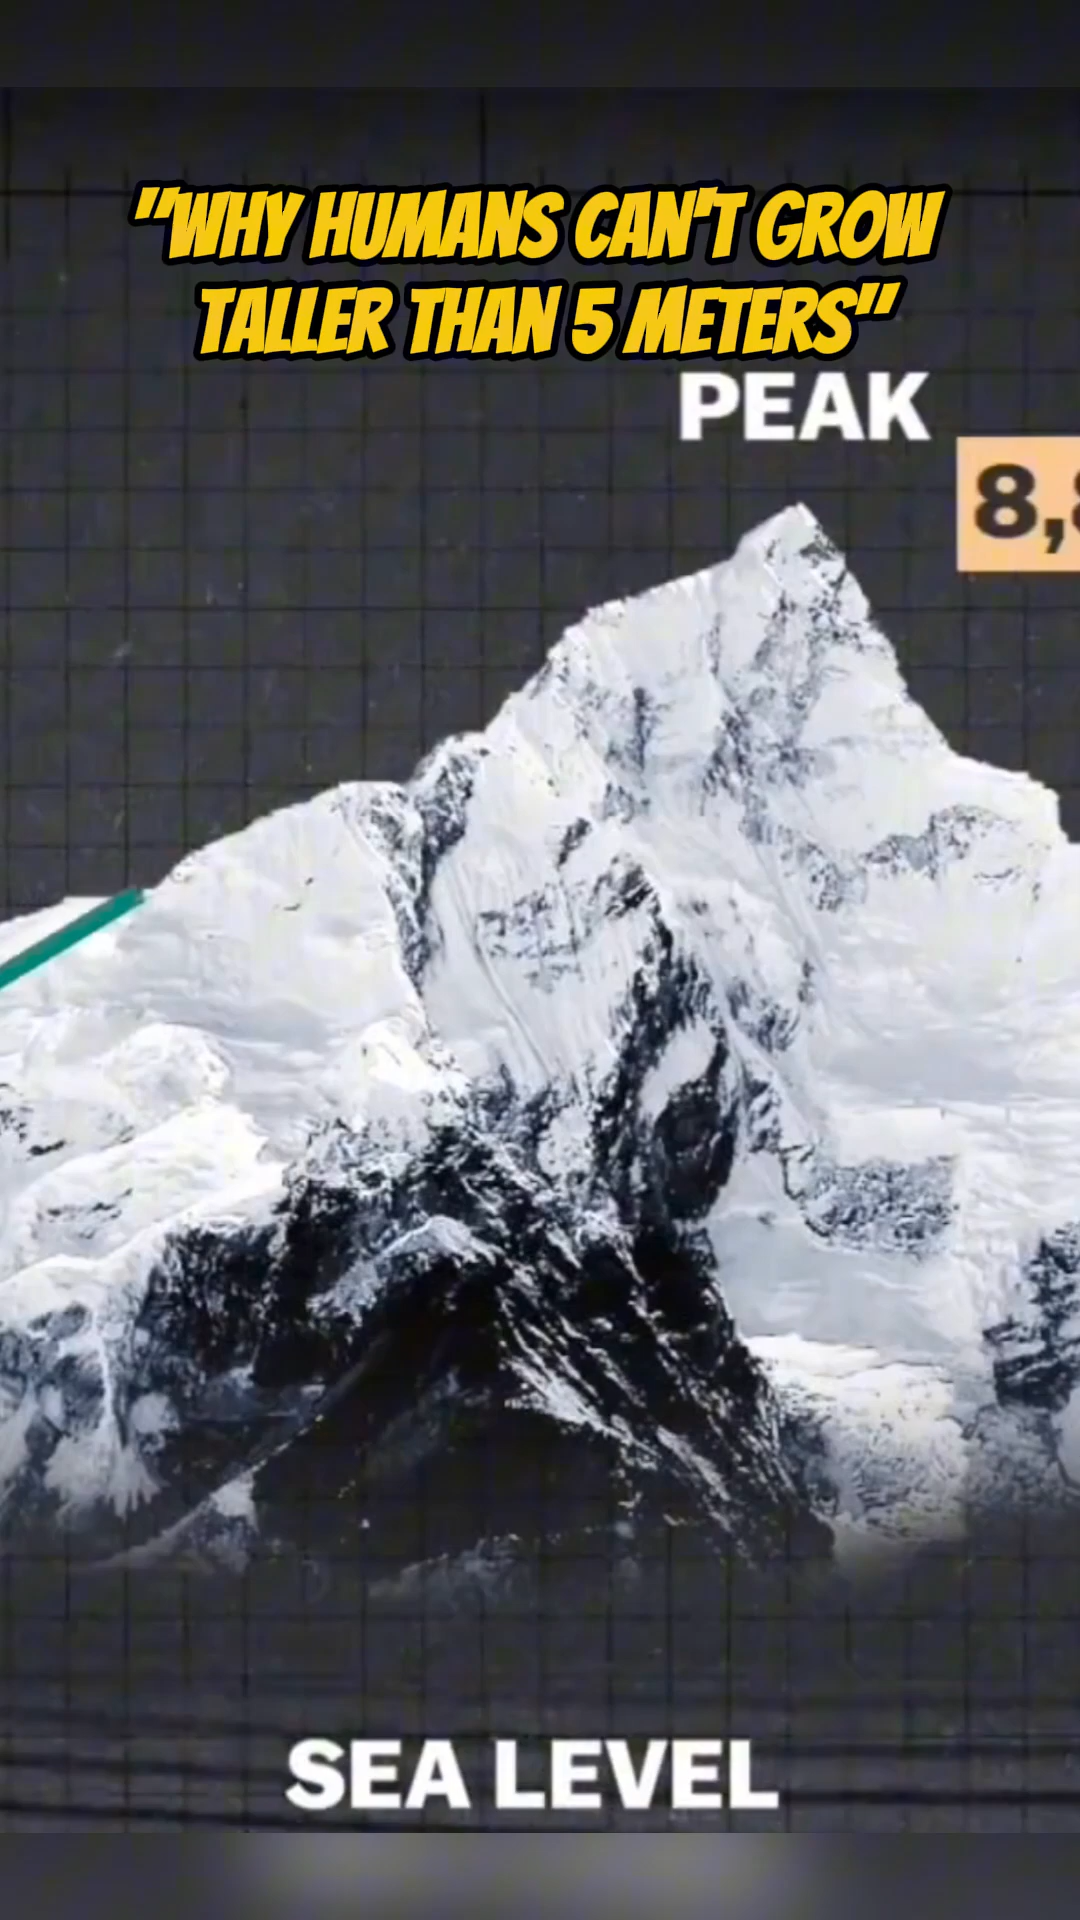 "WHY HUMANS CAN'T GROW
TALLER THAN 5 METERS"
PEAK
8,
SEA LEVEL